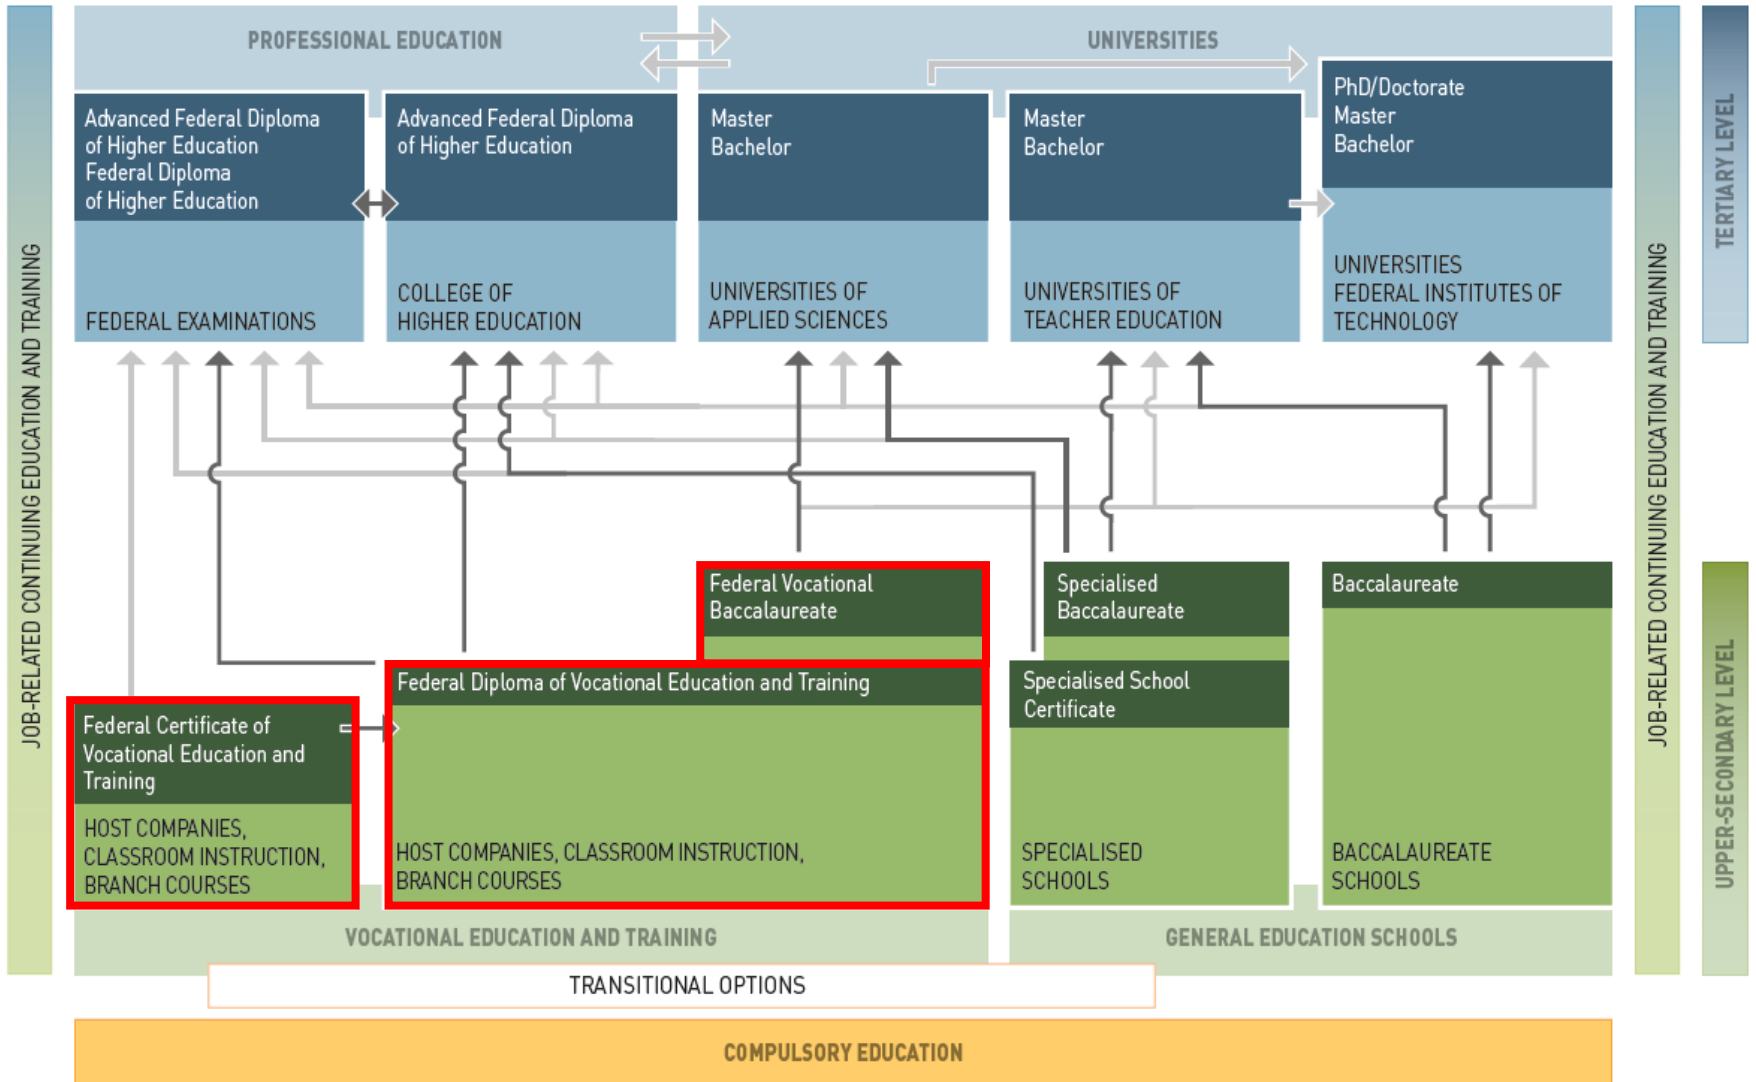 PROFESSIONAL EDUCATION
UNIVERSITIES
Advanced Federal Diploma
of Higher Education
Federal Diploma
of Higher Education
FEDERAL EXAMINATIONS
Advanced Federal Diploma
of Higher Education
COLLEGE OF
HIGHER EDUCATION
Master
Bachelor
UNIVERSITIES OF
APPLIED SCIENCES
Master
Bachelor
UNIVERSITIES OF
TEACHER EDUCATION
PhD/Doctorate
Master
Bachelor
UNIVERSITIES
FEDERAL INSTITUTES OF
TECHNOLOGY
JOB-RELATED CONTINUING EDUCATION AND TRAINING
JOB-RELATED CONTINUING EDUCATION AND TRAINING
TERTIARY LEVEL
UPPER-SECONDARY LEVEL
Federal Certificate of
Vocational Education and
Training
HOST COMPANIES,
CLASSROOM INSTRUCTION,
BRANCH COURSES
Federal Vocational
Baccalaureate
Federal Diploma of Vocational Education and Training
HOST COMPANIES, CLASSROOM INSTRUCTION,
BRANCH COURSES
Specialised
Baccalaureate
Specialised School
Certificate
SPECIALISED
SCHOOLS
Baccalaureate
BACCALAUREATE
SCHOOLS
VOCATIONAL EDUCATION AND TRAINING
GENERAL EDUCATION SCHOOLS
TRANSITIONAL OPTIONS
COMPULSORY EDUCATION